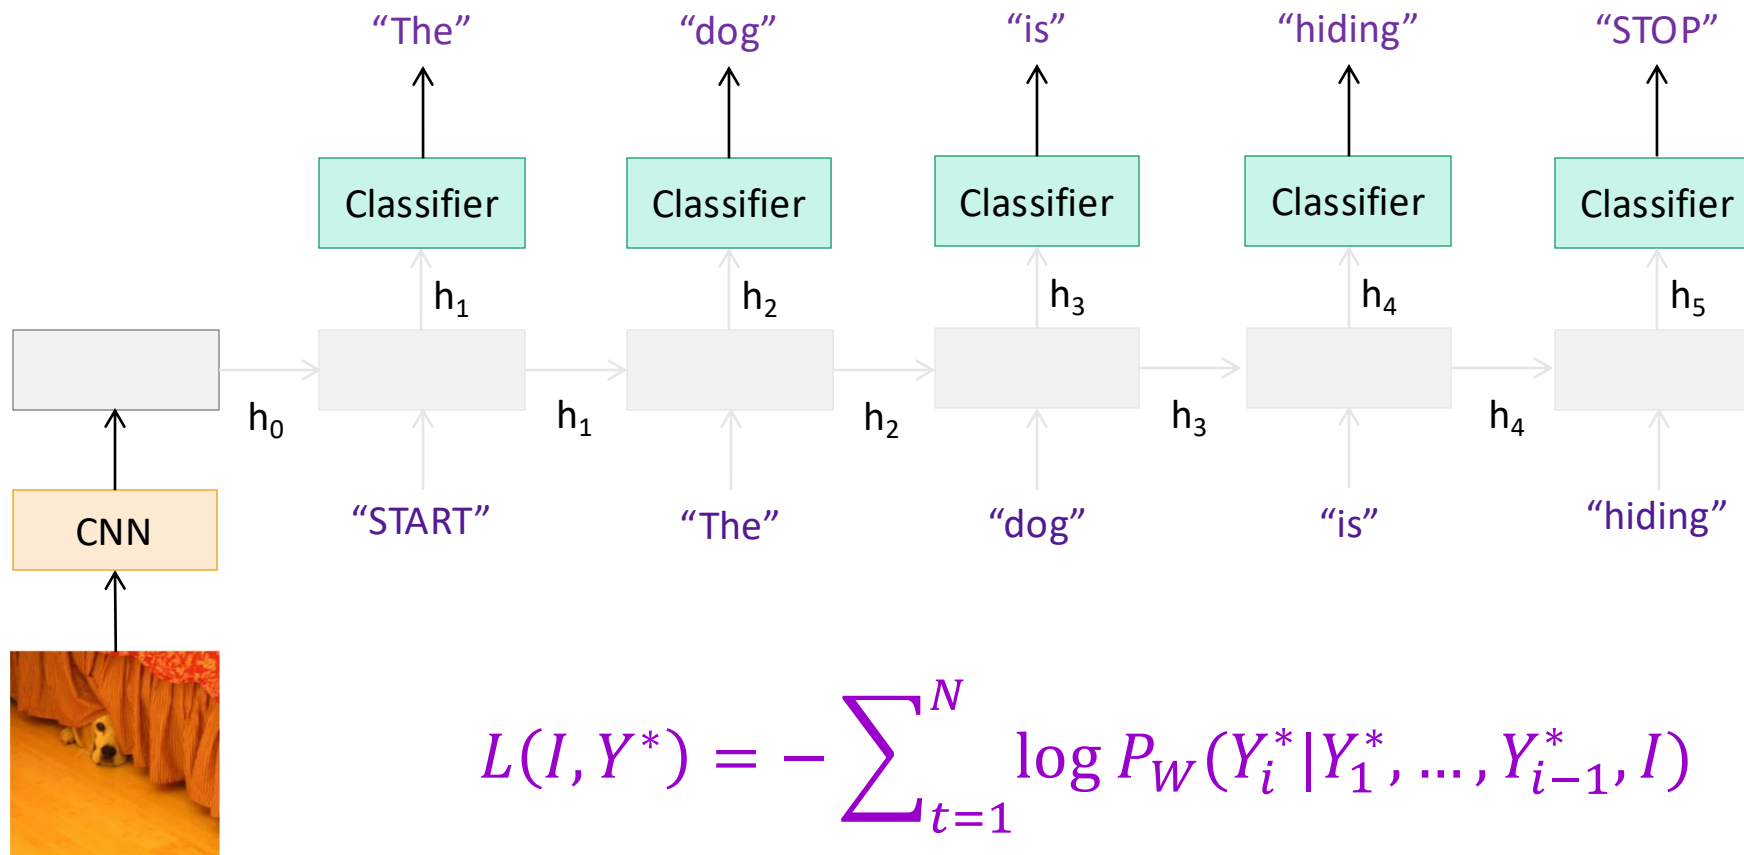 “The” “dog” “is” “hiding” “STOP”
Classifier Classifier Classifier Classifier Classifier
h₁ h₂ h₃ h₄ h₅
h₀ h₁ h₂ h₃ h₄
CNN “START” “The” “dog” “is” “hiding”
L(I, Y*) = − ∑_{t=1}^{N} log P_W(Y_i^*|Y_1^*, …, Y_{i−1}^*, I)